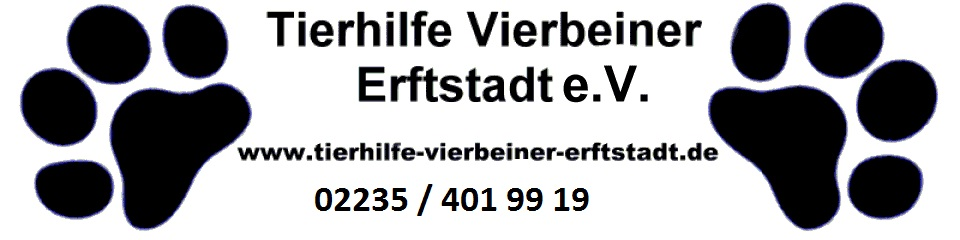 Tierhilfe Vierbeiner
Erftstadt e.V.
www.tierhilfe-vierbeiner-erftstadt.de
02235 / 401 99 19